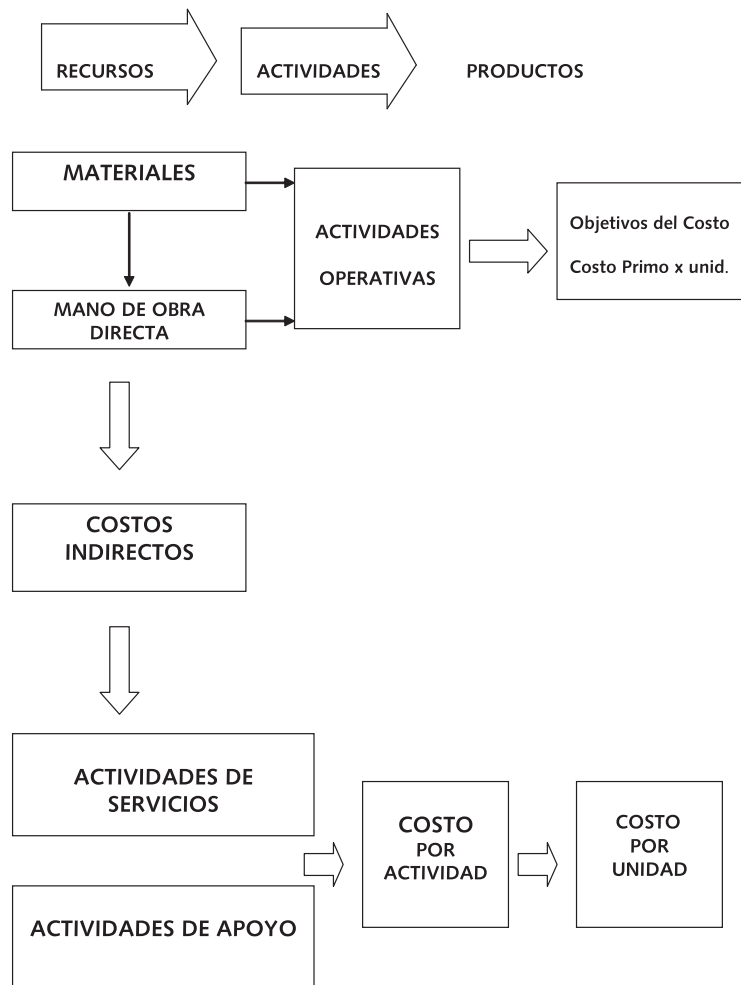 RECURSOS
ACTIVIDADES
PRODUCTOS
MATERIALES
ACTIVIDADES
OPERATIVAS
Objetivos del Costo
Costo Primo x unid.
MANO DE OBRA
DIRECTA
COSTOS
INDIRECTOS
ACTIVIDADES DE
SERVICIOS
COSTO
POR
ACTIVIDAD
COSTO
POR
UNIDAD
ACTIVIDADES DE APOYO